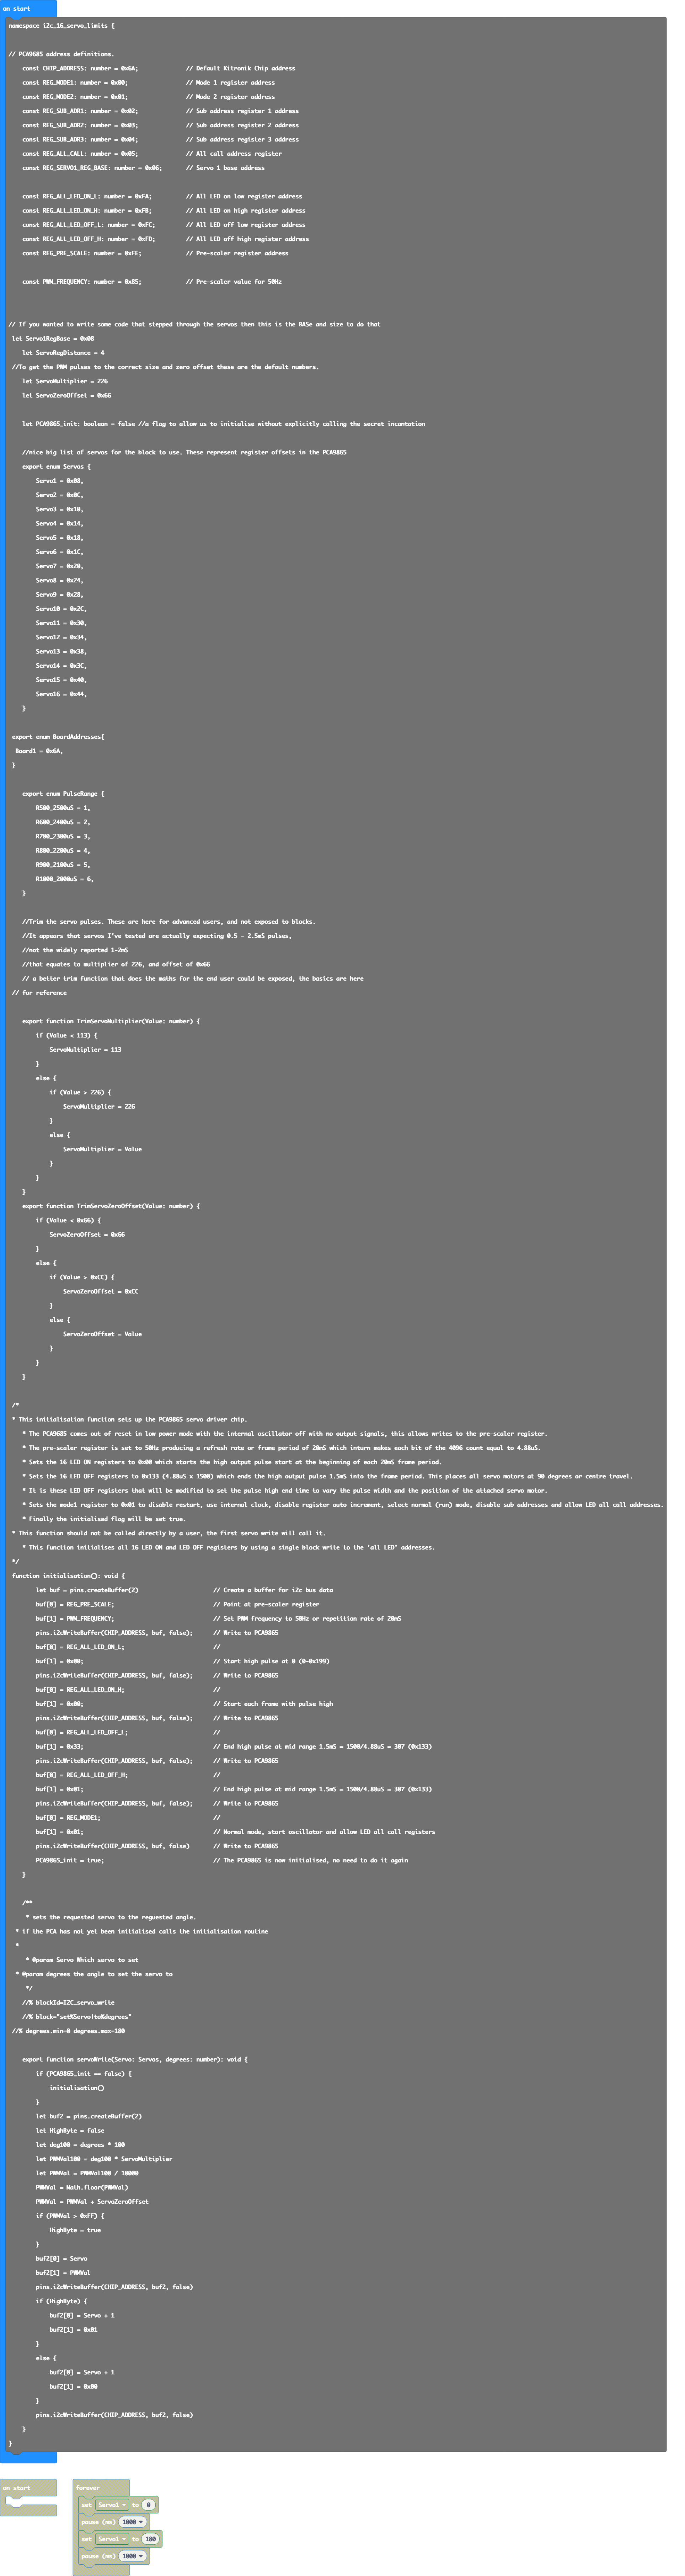 on start
namespace i2c_16_servo_limits {
// PCA9685 address definitions.
const CHIP_ADDRESS: number = 0x6A; // Default Kitronik Chip address
const REG_MODE1: number = 0x00; // Mode 1 register address
const REG_MODE2: number = 0x01; // Mode 2 register address
const REG_SUB_ADR1: number = 0x02; // Sub address register 1 address
const REG_SUB_ADR2: number = 0x03; // Sub address register 2 address
const REG_SUB_ADR3: number = 0x04; // Sub address register 3 address
const REG_ALL_CALL: number = 0x05; // All call address register
const REG_SERVO1_REG_BASE: number = 0x06; // Servo 1 base address
const REG_ALL_LED_ON_L: number = 0xFA; // All LED on low register address
const REG_ALL_LED_ON_H: number = 0xFB; // All LED on high register address
const REG_ALL_LED_OFF_L: number = 0xFC; // All LED off low register address
const REG_ALL_LED_OFF_H: number = 0xFD; // All LED off high register address
const REG_PRE_SCALE: number = 0xFE; // Pre-scaler register address
const PWM_FREQUENCY: number = 0x85; // Pre-scaler value for 50Hz
// If you wanted to write some code that stepped through the servos then this is the BASe and size to do that
let Servo1RegBase = 0x08
let ServoRegDistance = 4
//To get the PWM pulses to the correct size and zero offset these are the default numbers.
let ServoMultiplier = 226
let ServoZeroOffset = 0x66
let PCA9865_init: boolean = false //a flag to allow us to initialise without explicitly calling the secret incantation
//nice big list of servos for the block to use. These represent register offsets in the PCA9865
export enum Servos {
Servo1 = 0x08,
Servo2 = 0x0C,
Servo3 = 0x10,
Servo4 = 0x14,
Servo5 = 0x18,
Servo6 = 0x1C,
Servo7 = 0x20,
Servo8 = 0x24,
Servo9 = 0x28,
Servo10 = 0x2C,
Servo11 = 0x30,
Servo12 = 0x34,
Servo13 = 0x38,
Servo14 = 0x3C,
Servo15 = 0x40,
Servo16 = 0x44,
}
export enum BoardAddresses{
Board1 = 0x6A,
}
export enum PulseRange {
R500_2500uS = 1,
R600_2400uS = 2,
R700_2300uS = 3,
R800_2200uS = 4,
R900_2100uS = 5,
R1000_2000uS = 6,
}
//Trim the servo pulses. These are here for advanced users, and not exposed to blocks.
//It appears that servos I've tested are actually expecting 0.5 - 2.5mS pulses,
//not the widely reported 1-2mS
//that equates to multiplier of 226, and offset of 0x66
// a better trim function that does the maths for the end user could be exposed, the basics are here
// for reference
export function TrimServoMultiplier(Value: number) {
if (Value < 113) {
ServoMultiplier = 113
}
else {
if (Value > 226) {
ServoMultiplier = 226
}
else {
ServoMultiplier = Value
}
}
}
export function TrimServoZeroOffset(Value: number) {
if (Value < 0x66) {
ServoZeroOffset = 0x66
}
else {
if (Value > 0xCC) {
ServoZeroOffset = 0xCC
}
else {
ServoZeroOffset = Value
}
}
}
/*
* This initialisation function sets up the PCA9865 servo driver chip.
* The PCA9685 comes out of reset in low power mode with the internal oscillator off with no output signals, this allows writes to the pre-scaler register.
* The pre-scaler register is set to 50Hz producing a refresh rate or frame period of 20mS which inturn makes each bit of the 4096 count equal to 4.88uS.
* Sets the 16 LED ON registers to 0x00 which starts the high output pulse start at the beginning of each 20mS frame period.
* Sets the 16 LED OFF registers to 0x133 (4.88uS x 1500) which ends the high output pulse 1.5mS into the frame period. This places all servo motors at 90 degrees or centre travel.
* It is these LED OFF registers that will be modified to set the pulse high end time to vary the pulse width and the position of the attached servo motor.
* Sets the mode1 register to 0x01 to disable restart, use internal clock, disable register auto increment, select normal (run) mode, disable sub addresses and allow LED all call addresses.
* Finally the initialised flag will be set true.
* This function should not be called directly by a user, the first servo write will call it.
* This function initialises all 16 LED ON and LED OFF registers by using a single block write to the 'all LED' addresses.
*/
function initialisation(): void {
let buf = pins.createBuffer(2) // Create a buffer for i2c bus data
buf[0] = REG_PRE_SCALE; // Point at pre-scaler register
buf[1] = PWM_FREQUENCY; // Set PWM frequency to 50Hz or repetition rate of 20mS
pins.i2cWriteBuffer(CHIP_ADDRESS, buf, false); // Write to PCA9865
buf[0] = REG_ALL_LED_ON_L; //
buf[1] = 0x00; // Start high pulse at 0 (0-0x199)
pins.i2cWriteBuffer(CHIP_ADDRESS, buf, false); // Write to PCA9865
buf[0] = REG_ALL_LED_ON_H; //
buf[1] = 0x00; // Start each frame with pulse high
pins.i2cWriteBuffer(CHIP_ADDRESS, buf, false); // Write to PCA9865
buf[0] = REG_ALL_LED_OFF_L; //
buf[1] = 0x33; // End high pulse at mid range 1.5mS = 1500/4.88uS = 307 (0x133)
pins.i2cWriteBuffer(CHIP_ADDRESS, buf, false); // Write to PCA9865
buf[0] = REG_ALL_LED_OFF_H; //
buf[1] = 0x01; // End high pulse at mid range 1.5mS = 1500/4.88uS = 307 (0x133)
pins.i2cWriteBuffer(CHIP_ADDRESS, buf, false); // Write to PCA9865
buf[0] = REG_MODE1; //
buf[1] = 0x01; // Normal mode, start oscillator and allow LED all call registers
pins.i2cWriteBuffer(CHIP_ADDRESS, buf, false) // Write to PCA9865
PCA9865_init = true; // The PCA9865 is now initialised, no need to do it again
}
/**
* sets the requested servo to the reguested angle.
* if the PCA has not yet been initialised calls the initialisation routine
*
* @param Servo Which servo to set
* @param degrees the angle to set the servo to
*/
//% blockId=I2C_servo_write
//% block="set%Servo|to%degrees"
//% degrees.min=0 degrees.max=180
export function servoWrite(Servo: Servos, degrees: number): void {
if (PCA9865_init == false) {
initialisation()
}
let buf2 = pins.createBuffer(2)
let HighByte = false
let deg100 = degrees * 100
let PWMVal100 = deg100 * ServoMultiplier
let PWMVal = PWMVal100 / 10000
PWMVal = Math.floor(PWMVal)
PWMVal = PWMVal + ServoZeroOffset
if (PWMVal > 0xFF) {
HighByte = true
}
buf2[0] = Servo
buf2[1] = PWMVal
pins.i2cWriteBuffer(CHIP_ADDRESS, buf2, false)
if (HighByte) {
buf2[0] = Servo + 1
buf2[1] = 0x01
}
else {
buf2[0] = Servo + 1
buf2[1] = 0x00
}
pins.i2cWriteBuffer(CHIP_ADDRESS, buf2, false)
}
}
on start
forever
set Servo1 to 0
pause (ms) 1000
set Servo1 to 180
pause (ms) 1000